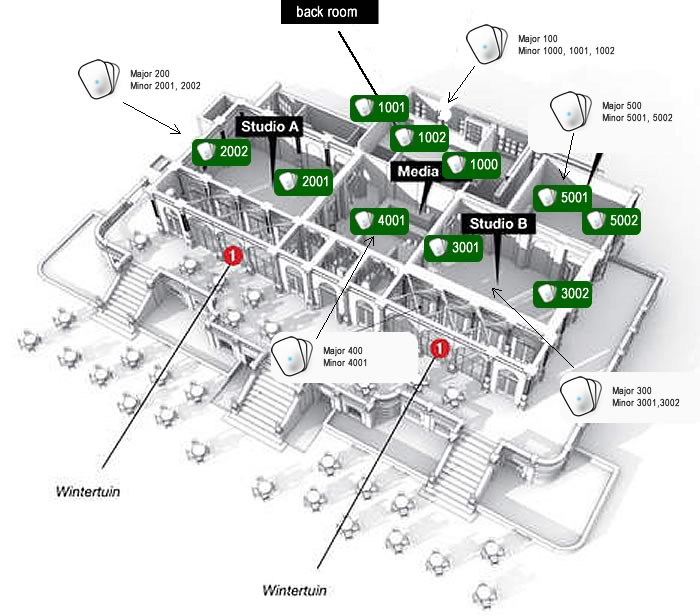 back room
Major 100
Minor 1000, 1001, 1002
Major 200
Minor 2001, 2002
Major 500
Minor 5001, 5002
1001
Studio A
1002
2002
Media
1000
2001
5001
4001
Studio B
5002
3001
1
3002
1
Major 400
Minor 4001
Major 300
Minor 3001,3002
Wintertuin
Wintertuin